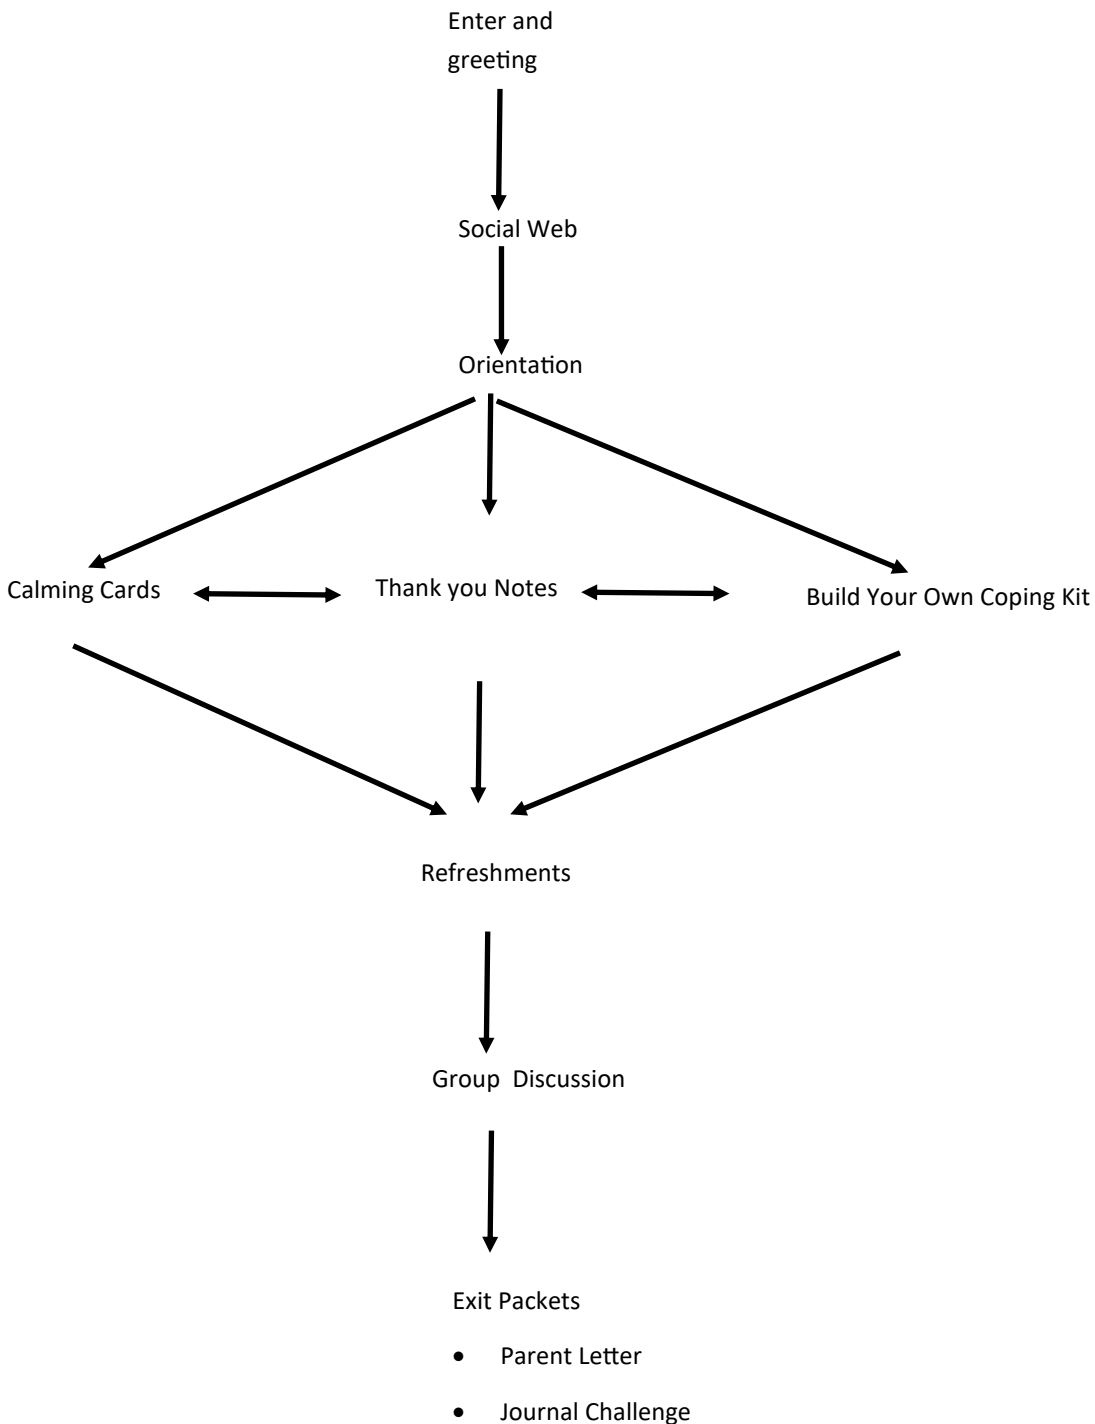 Enter and
greeting
Social Web
Orientation
Calming Cards
Thank you Notes
Build Your Own Coping Kit
Refreshments
Group  Discussion
Exit Packets
• Parent Letter
• Journal Challenge